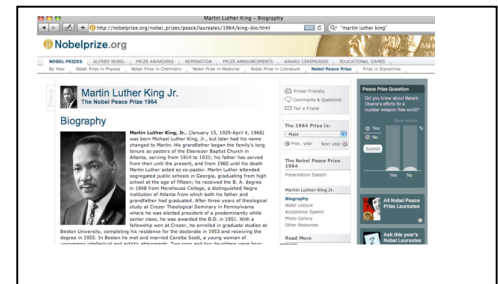 Martin Luther King - Biography
http://nobelprize.org/nobel_prizes/peace/laureates/1964/king-bio.html
"martin luther king"
Nobelprize.org
NOBEL PRIZES ALFRED NOBEL PRIZE AWARDERS NOMINATION PRIZE ANNOUNCEMENTS AWARD CEREMONIES EDUCATIONAL GAMES
By Year Nobel Prize in Physics Nobel Prize in Chemistry Nobel Prize in Medicine Nobel Prize in Literature Nobel Peace Prize Prize in Economics
Martin Luther King Jr.
The Nobel Peace Prize 1964
Biography
Martin Luther King, Jr., (January 15, 1929-April 4, 1968)
was born Michael Luther King, Jr., but later had his name
changed to Martin. His grandfather began the family's long
tenure as pastors of the Ebenezer Baptist Church in
Atlanta, serving from 1914 to 1931; his father has served
from then until the present, and from 1960 until his death
Martin Luther acted as co-pastor. Martin Luther attended
segregated public schools in Georgia, graduating from high
school at the age of fifteen; he received the B. A. degree
in 1948 from Morehouse College, a distinguished Negro
institution of Atlanta from which both his father and
grandfather had graduated. After three years of theological
study at Crozer Theological Seminary in Pennsylvania
where he was elected president of a predominantly white
senior class, he was awarded the B.D. in 1951. With a
fellowship won at Crozer, he enrolled in graduate studies at
Boston University, completing his residence for the doctorate in 1953 and receiving the
degree in 1955. In Boston he met and married Coretta Scott, a young woman of
Printer Friendly
Comments & Questions
Tell a Friend
The 1964 Prize in:
Peace
Prev. year Next year
The Nobel Peace Prize
1964
Presentation Speech
Martin Luther King Jr.
Biography
Nobel Lecture
Acceptance Speech
Photo Gallery
Other Resources
Read More
Peace Prize Question
Did you know about Barack
Obama's efforts for a
nuclear weapon free world?
Yes
No
Submit
%
Yes No
All Nobel Peace
Prize Laureates
Ask this year's
Nobel Laureates